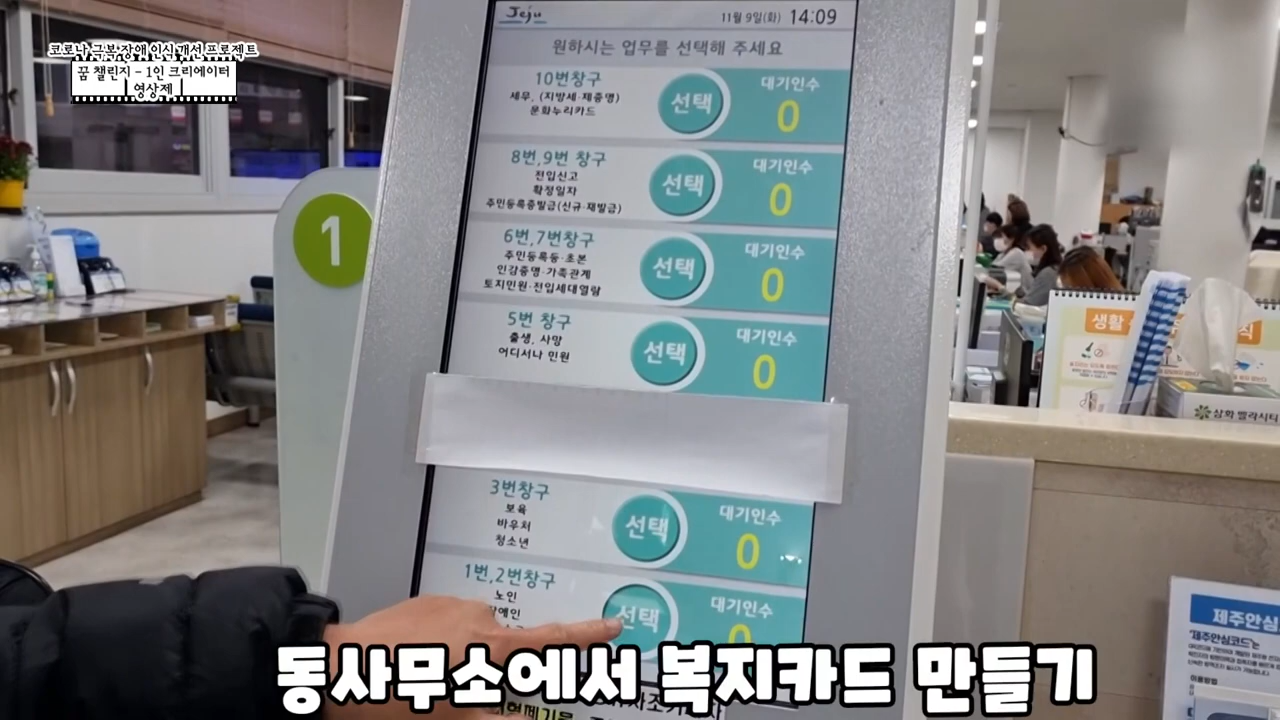 코로나 극복 장애 인식 개선 프로젝트
꿈 챌린지 - 1인 크리에이터
영상제
Jeju
11월 9일(화) 14:09
원하시는 업무를 선택해 주세요
10번창구
세무, (지방세·제증명)
문화누리카드
선택
대기인수
0
8번,9번 창구
전입신고
확정일자
주민등록증발급(신규·재발급)
선택
대기인수
0
6번,7번창구
주민등록등·초본
인감증명·가족관계
토지민원·전입세대열람
선택
대기인수
0
5번 창구
출생, 사망
어디서나 민원
선택
대기인수
0
3번창구
보육
바우처
청소년
선택
대기인수
0
1번,2번창구
노인
장애인
선택
대기인수
0
1
생활
식
삼화
제주안심
"제주안심코드"는
이용방법
동사무소에서 복지카드 만들기